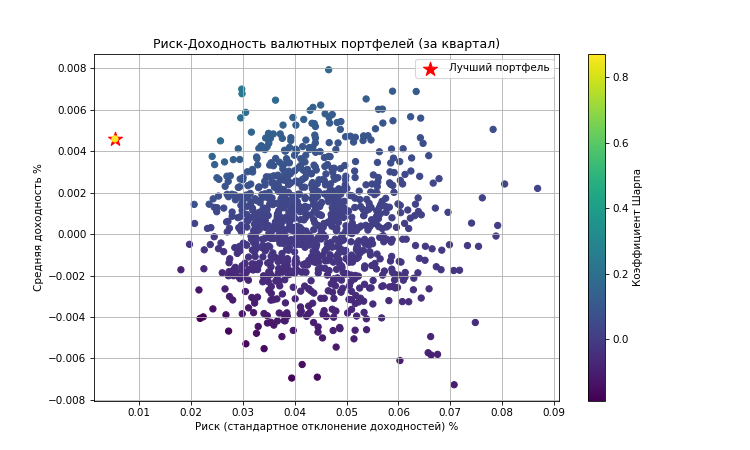 Риск-Доходность валютных портфелей (за квартал)
Лучший портфель
0.008
0.006
0.004
0.002
0.000
−0.002
−0.004
−0.006
−0.008
Средняя доходность %
0.01 0.02 0.03 0.04 0.05 0.06 0.07 0.08 0.09
Риск (стандартное отклонение доходностей) %
0.8
0.6
0.4
0.2
0.0
Коэффициент Шарпа